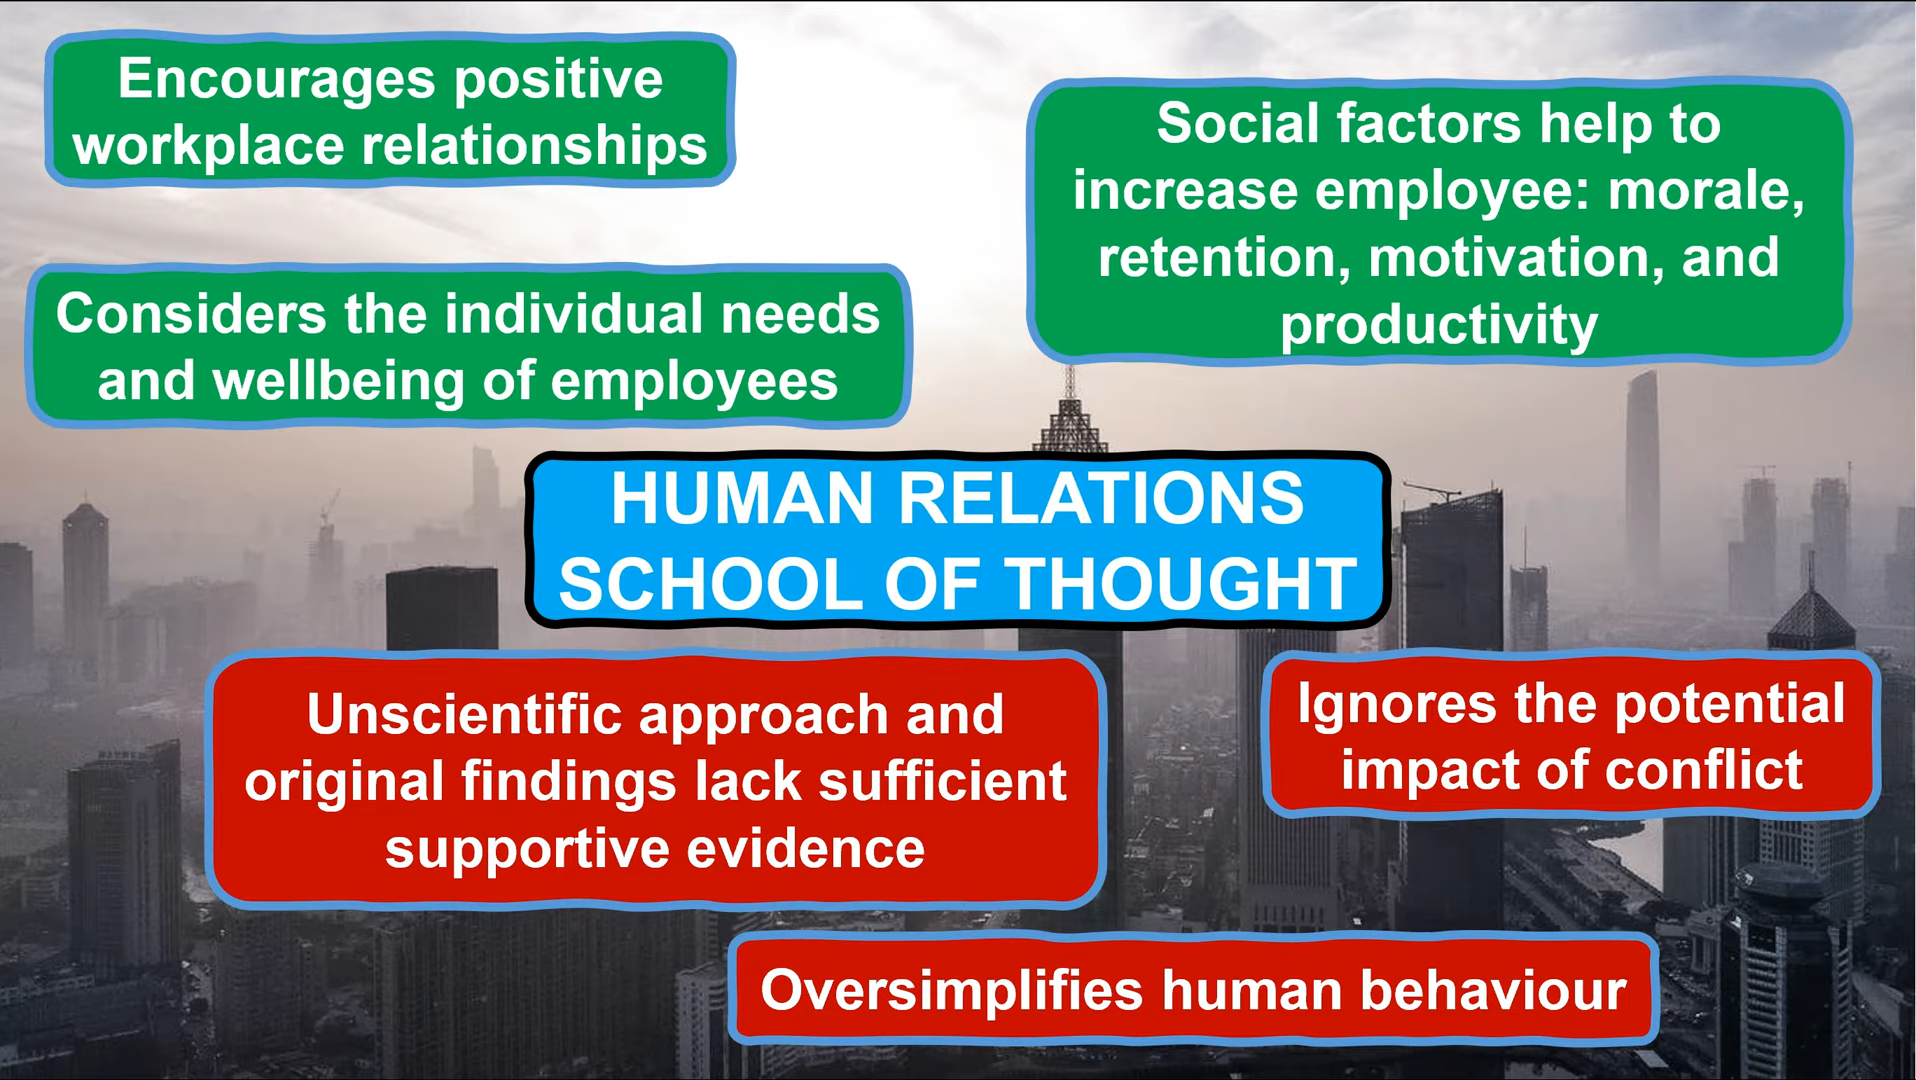 Encourages positive
workplace relationships
Social factors help to
increase employee: morale,
retention, motivation, and
productivity
Considers the individual needs
and wellbeing of employees
HUMAN RELATIONS
SCHOOL OF THOUGHT
Unscientific approach and
original findings lack sufficient
supportive evidence
Ignores the potential
impact of conflict
Oversimplifies human behaviour